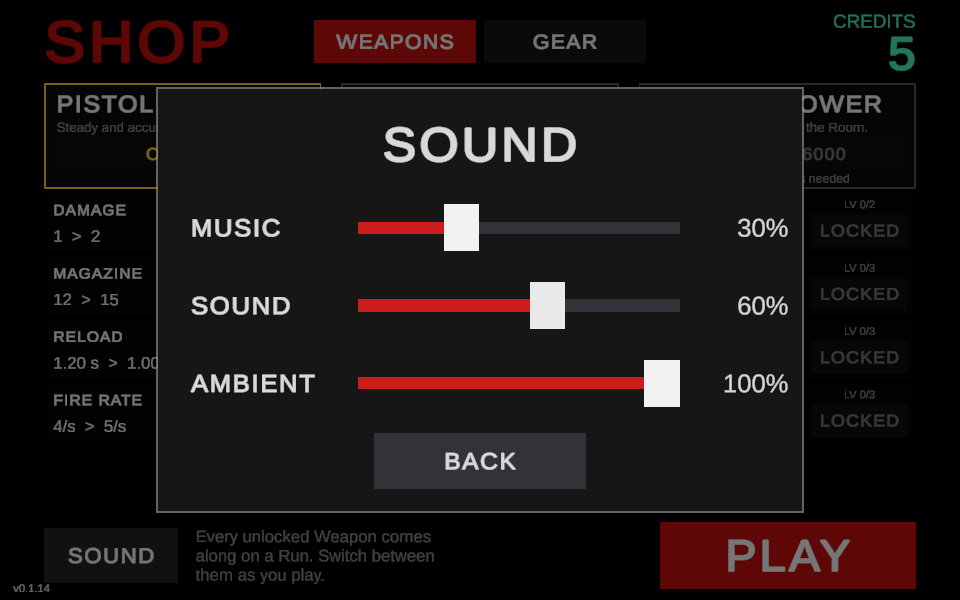 SHOP
WEAPONS
GEAR
CREDITS
5
PISTOL
Steady and accu
OWER
the Room.
6000
needed
SOUND
MUSIC
30%
SOUND
60%
AMBIENT
100%
BACK
DAMAGE
1 > 2
LV 0/2
LOCKED
MAGAZINE
12 > 15
LV 0/3
LOCKED
RELOAD
1.20 s > 1.00
LV 0/3
LOCKED
FIRE RATE
4/s > 5/s
LV 0/3
LOCKED
SOUND
Every unlocked Weapon comes
along on a Run. Switch between
them as you play.
PLAY
v0.1.14